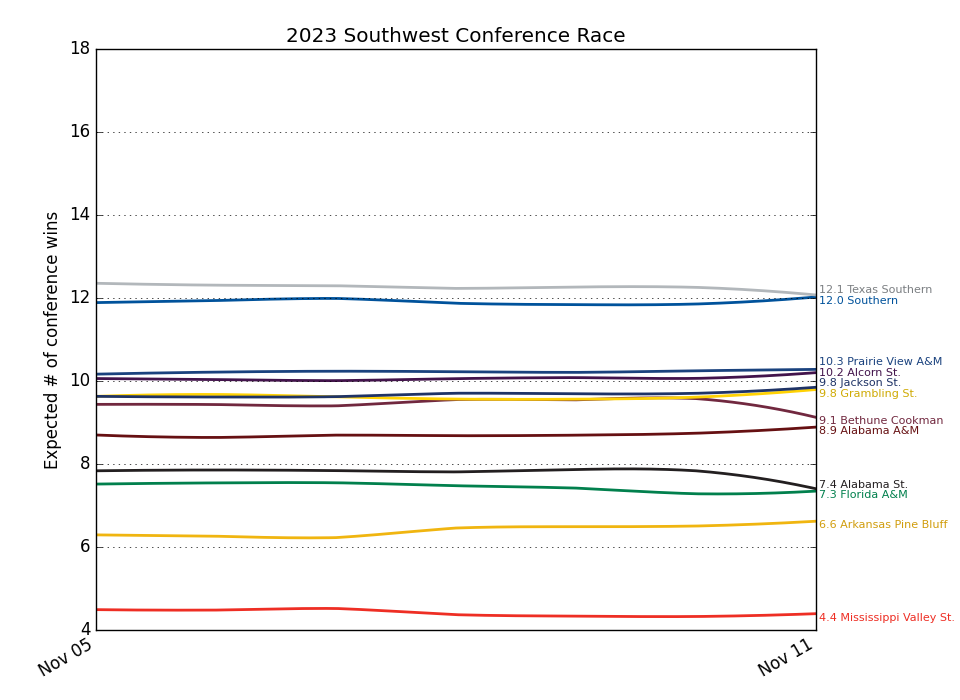 2023 Southwest Conference Race
Expected # of conference wins
18
16
14
12
10
8
6
4
Nov 05
Nov 11
12.1 Texas Southern
12.0 Southern
10.3 Prairie View A&M
10.2 Alcorn St.
9.8 Jackson St.
9.8 Grambling St.
9.1 Bethune Cookman
8.9 Alabama A&M
7.4 Alabama St.
7.3 Florida A&M
6.6 Arkansas Pine Bluff
4.4 Mississippi Valley St.